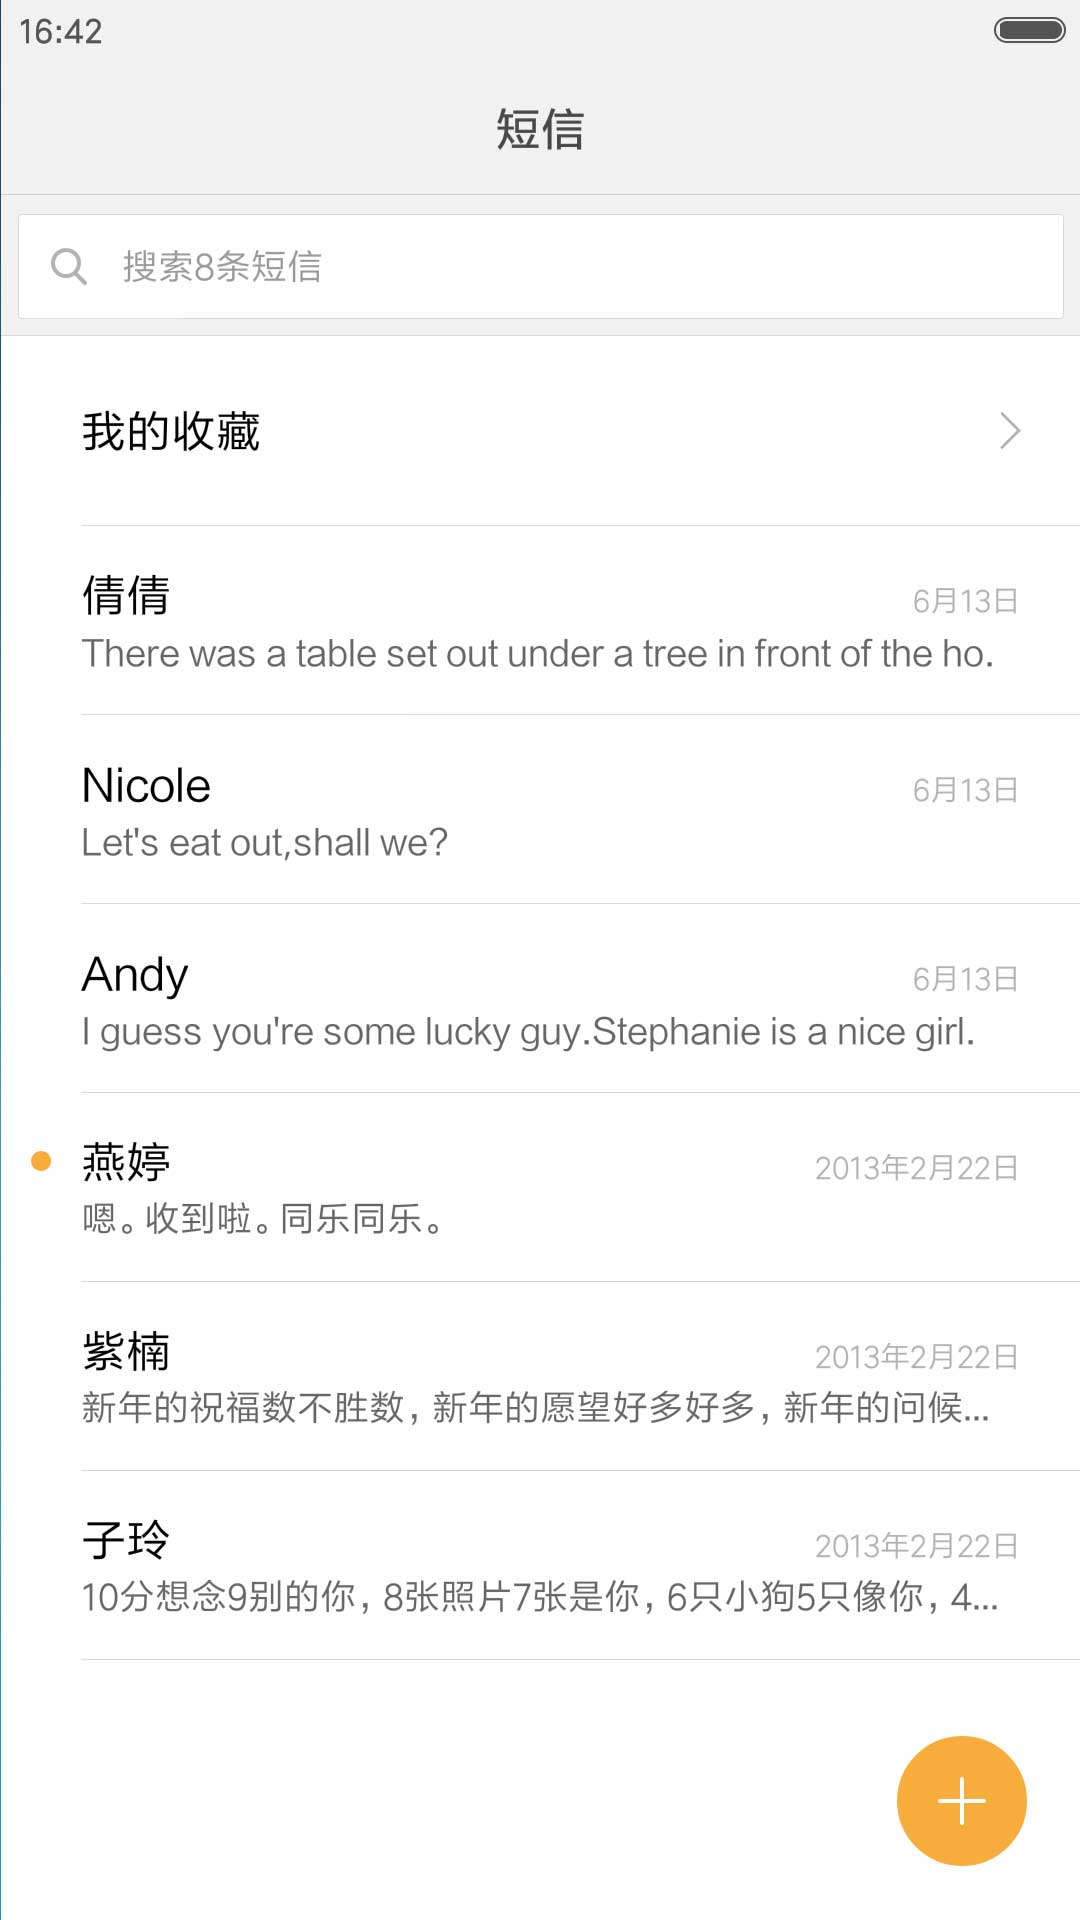 16:42
短信
搜索8条短信
我的收藏
倩倩
6月13日
There was a table set out under a tree in front of the ho.
Nicole
6月13日
Let's eat out,shall we?
Andy
6月13日
I guess you're some lucky guy.Stephanie is a nice girl.
燕婷
2013年2月22日
嗯。收到啦。同乐同乐。
紫楠
2013年2月22日
新年的祝福数不胜数，新年的愿望好多好多，新年的问候...
子玲
2013年2月22日
10分想念9别的你，8张照片7张是你，6只小狗5只像你，4...